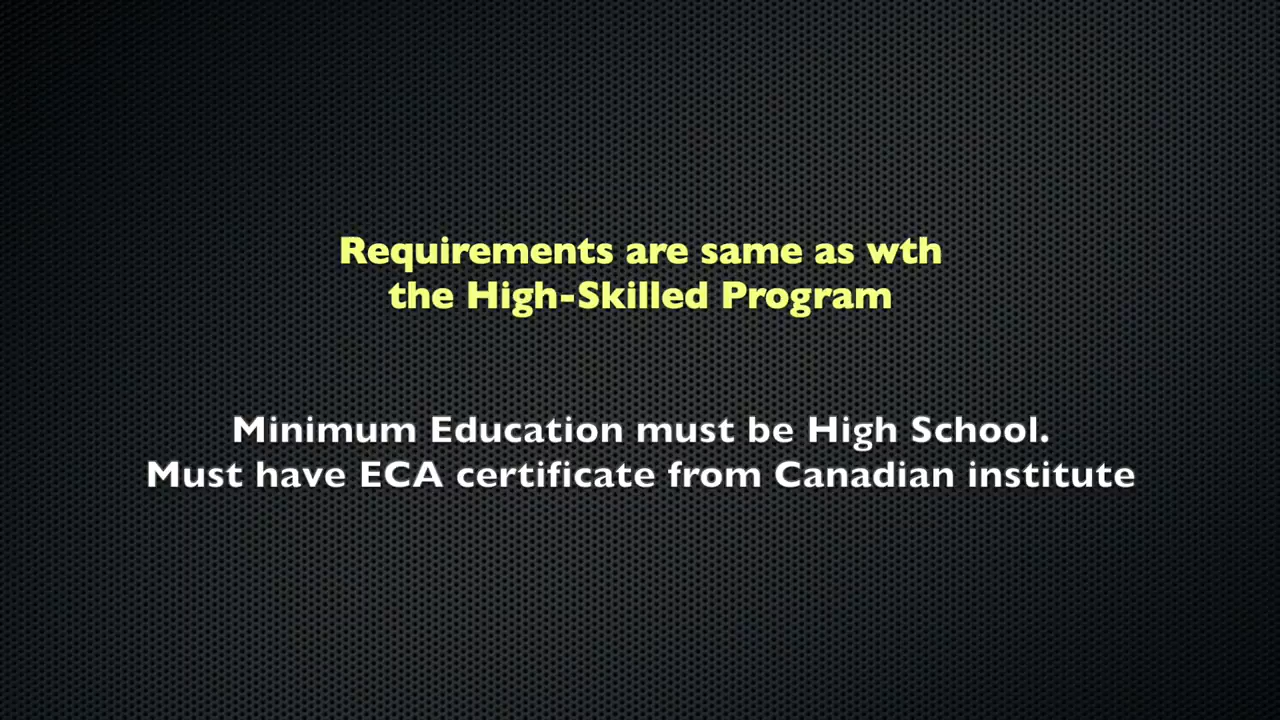 Requirements are same as wth
the High-Skilled Program
Minimum Education must be High School.
Must have ECA certificate from Canadian institute